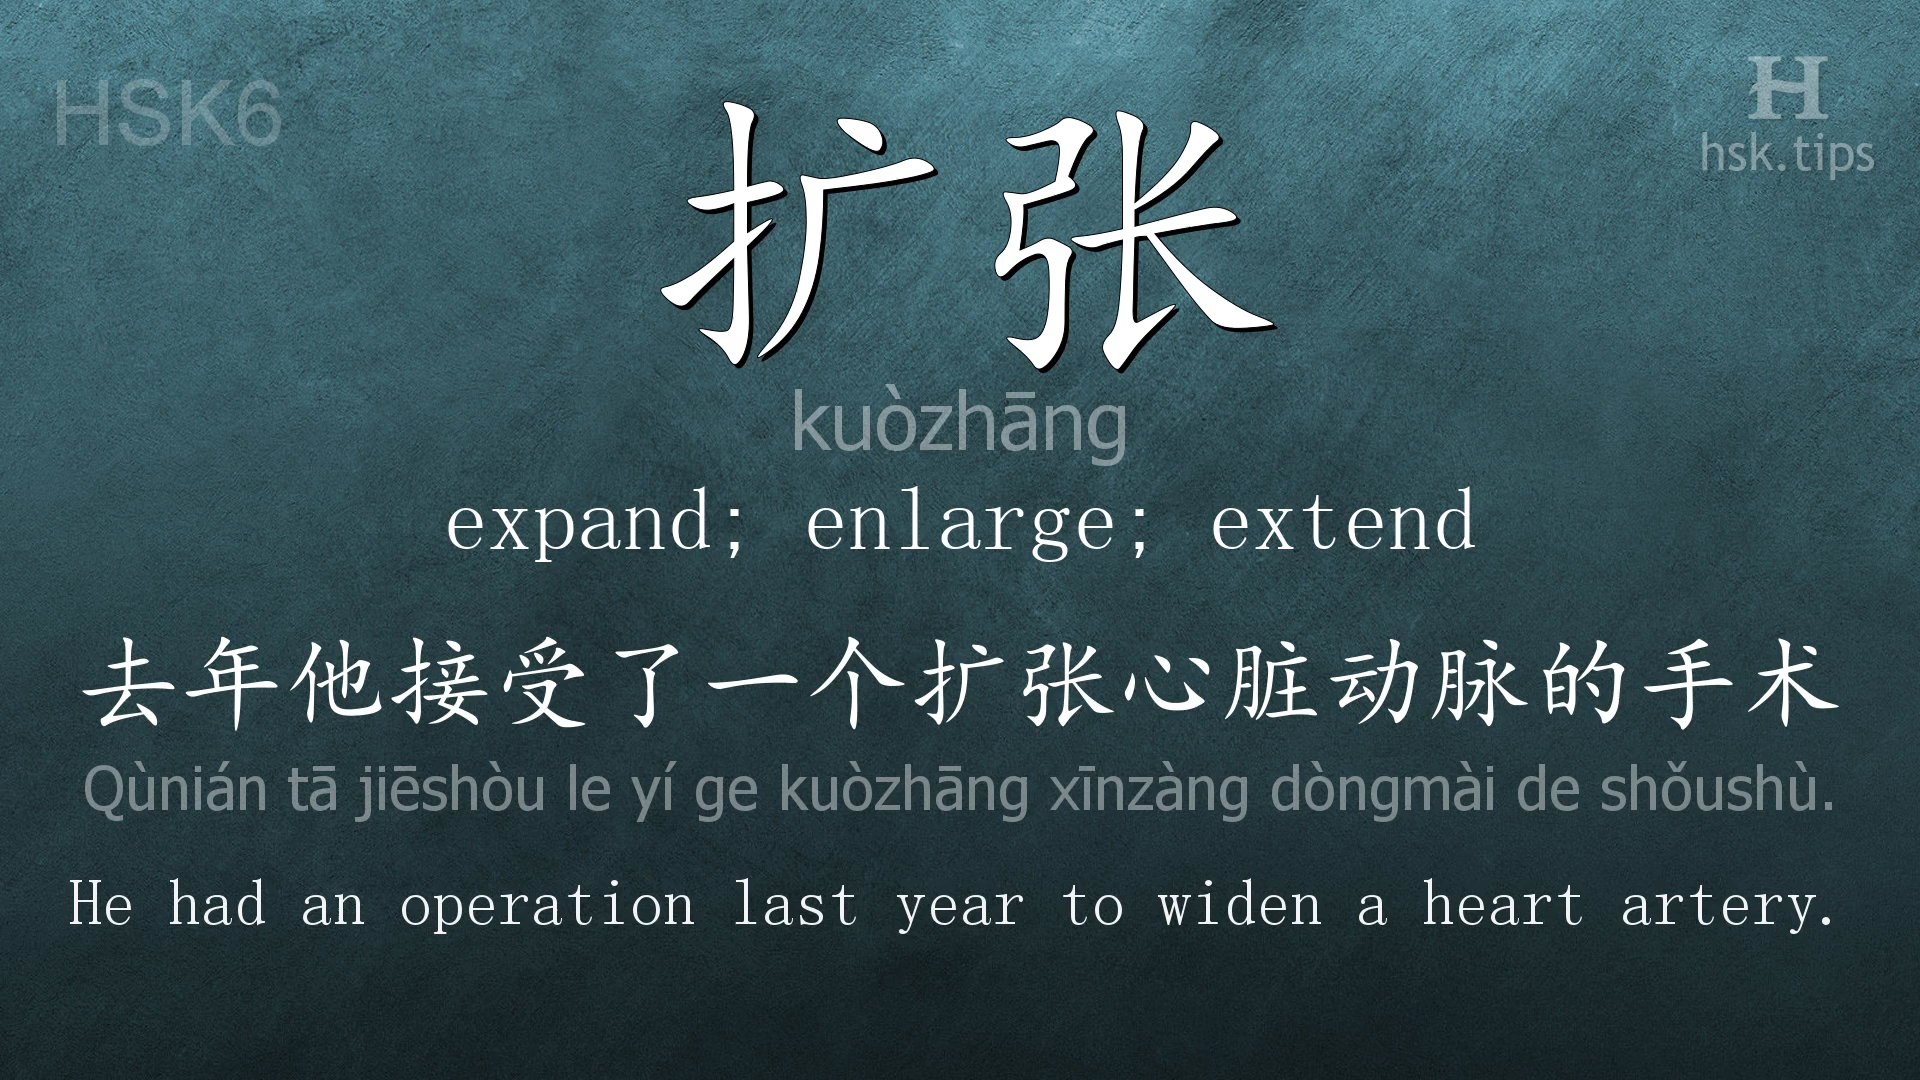 HSK6
H
hsk.tips
扩张
kuòzhāng
expand; enlarge; extend
去年他接受了一个扩张心脏动脉的手术
Qùnián tā jiēshòu le yí ge kuòzhāng xīnzàng dòngmài de shǒushù.
He had an operation last year to widen a heart artery.